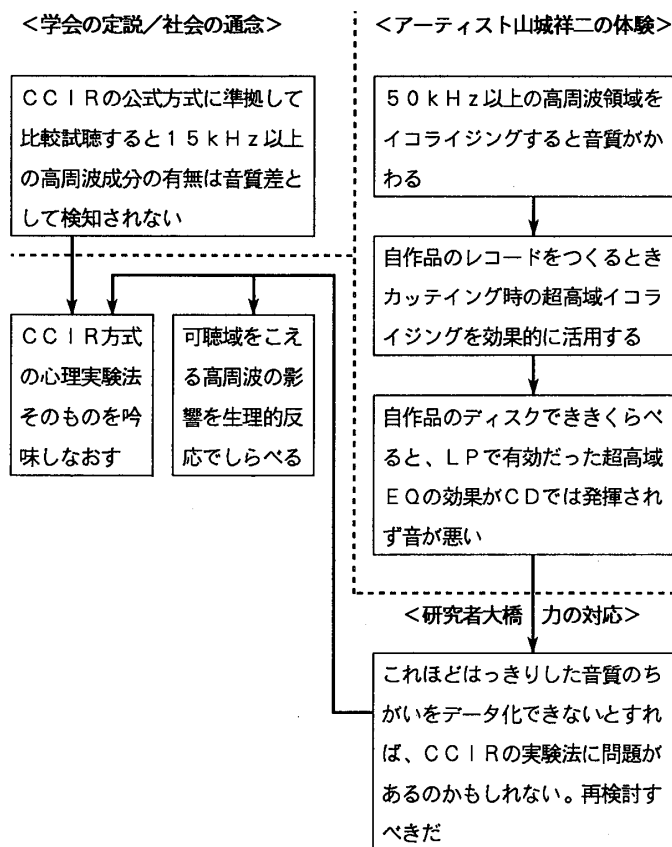 <学会の定説／社会の通念>
CCIRの公式方式に準拠して
比較試聴すると15kHz以上
の高周波成分の有無は音質差と
して検知されない
CCIR方式
の心理実験法
そのものを吟
味しなおす
可聴域をこえ
る高周波の影
響を生理的反
応でしらべる
<アーティスト山城祥二の体験>
50kHz以上の高周波領域を
イコライジングすると音質がか
わる
自作品のレコードをつくるとき
カッテイング時の超高域イコラ
イジングを効果的に活用する
自作品のディスクでききくらべ
ると、LPで有効だった超高域
EQの効果がCDでは発揮され
ず音が悪い
<研究者大橋 力の対応>
これほどはっきりした音質のち
がいをデータ化できないとすれ
ば、CCIRの実験法に問題が
あるのかもしれない。再検討す
べきだ